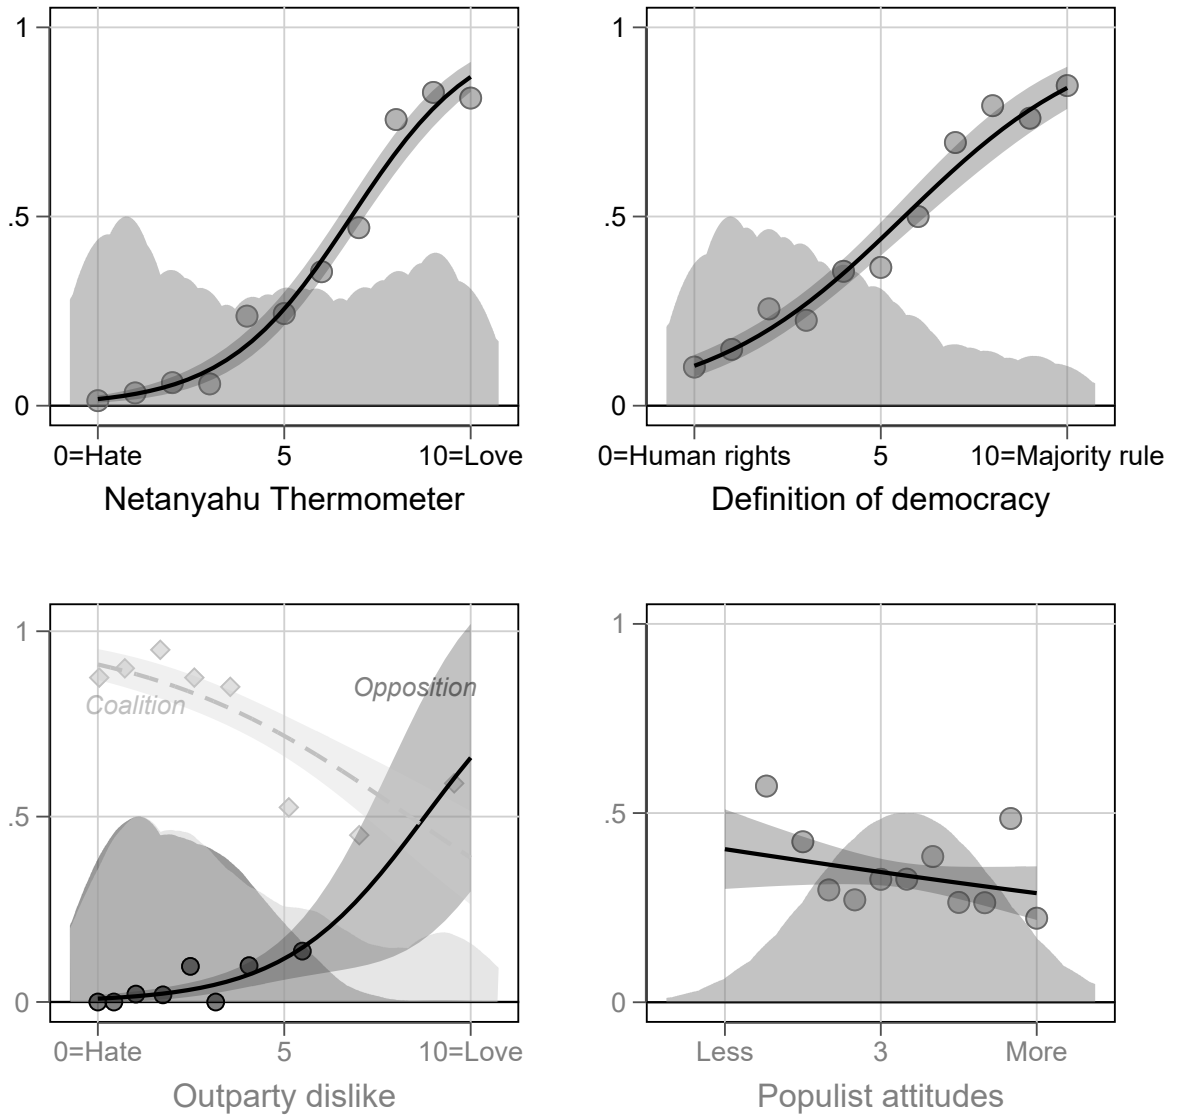 1
.5
0
0=Hate 5 10=Love
Netanyahu Thermometer
1
.5
0
0=Human rights 5 10=Majority rule
Definition of democracy
1
.5
0
Coalition
Opposition
0=Hate 5 10=Love
Outparty dislike
1
.5
0
Less 3 More
Populist attitudes